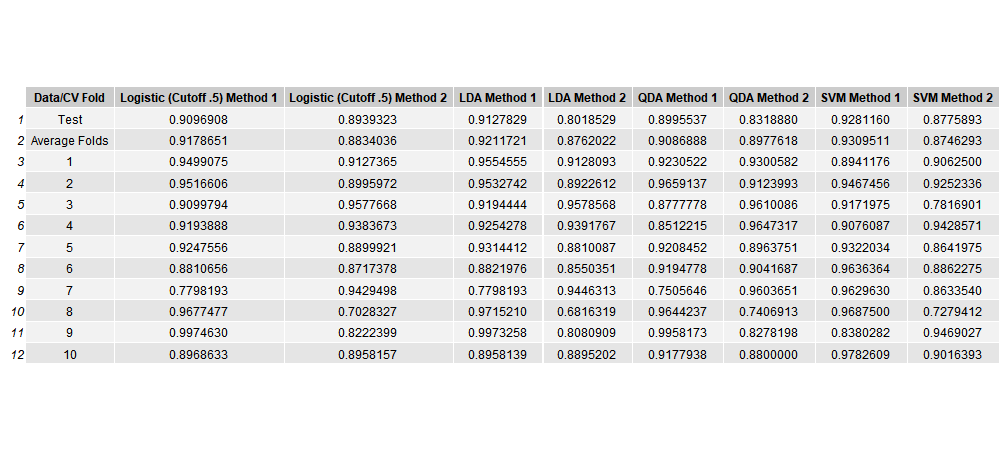 Data/CV Fold Logistic (Cutoff .5) Method 1 Logistic (Cutoff .5) Method 2 LDA Method 1 LDA Method 2 QDA Method 1 QDA Method 2 SVM Method 1 SVM Method 2
1 Test 0.9096908 0.8939323 0.9127829 0.8018529 0.8995537 0.8318880 0.9281160 0.8775893
2 Average Folds 0.9178651 0.8834036 0.9211721 0.8762022 0.9086888 0.8977618 0.9309511 0.8746293
3 1 0.9499075 0.9127365 0.9554555 0.9128093 0.9230522 0.9300582 0.8941176 0.9062500
4 2 0.9516606 0.8995972 0.9532742 0.8922612 0.9659137 0.9123993 0.9467456 0.9252336
5 3 0.9099794 0.9577668 0.9194444 0.9578568 0.8777778 0.9610086 0.9171975 0.7816901
6 4 0.9193888 0.9383673 0.9254278 0.9391767 0.8512215 0.9647317 0.9076087 0.9428571
7 5 0.9247556 0.8899921 0.9314412 0.8810087 0.9208452 0.8963751 0.9322034 0.8641975
8 6 0.8810656 0.8717378 0.8821976 0.8550351 0.9194778 0.9041687 0.9636364 0.8862275
9 7 0.7798193 0.9429498 0.7798193 0.9446313 0.7505646 0.9603651 0.9629630 0.8633540
10 8 0.9677477 0.7028327 0.9715210 0.6816319 0.9644237 0.7406913 0.9687500 0.7279412
11 9 0.9974630 0.8222399 0.9973258 0.8080909 0.9958173 0.8278198 0.8380282 0.9469027
12 10 0.8968633 0.8958157 0.8958139 0.8895202 0.9177938 0.8800000 0.9782609 0.9016393